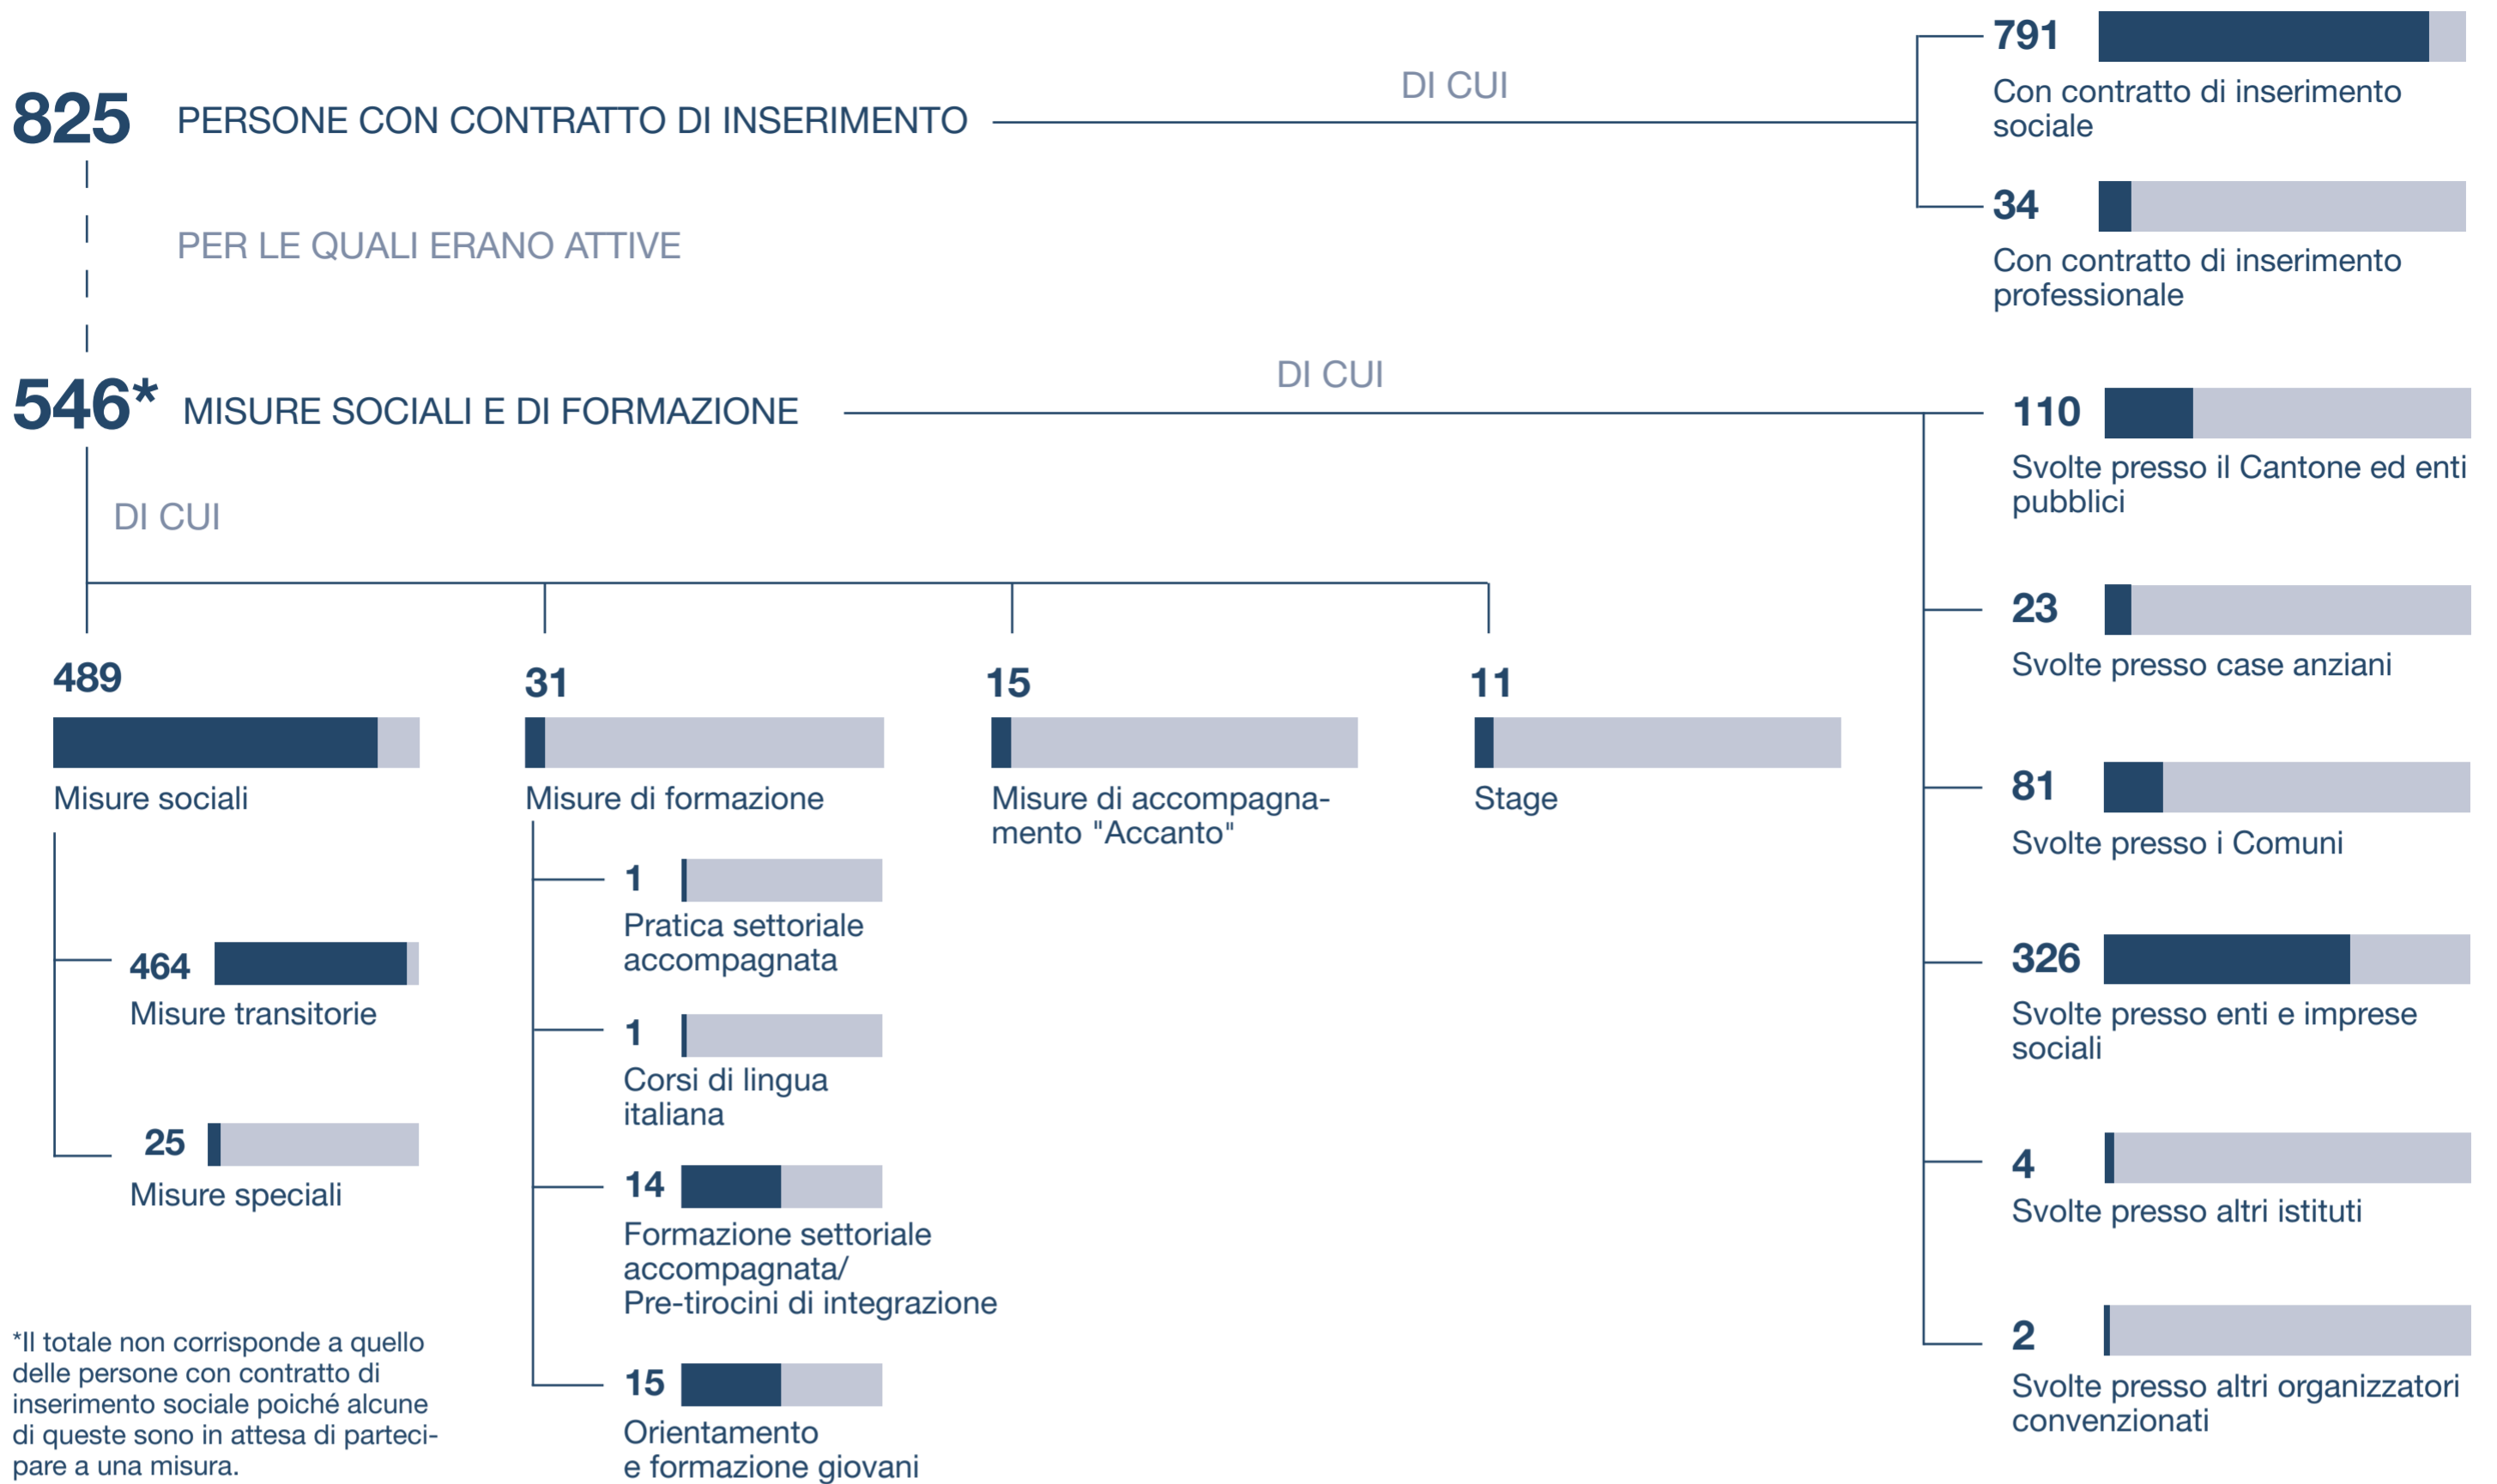 825 PERSONE CON CONTRATTO DI INSERIMENTO
DI CUI
791
Con contratto di inserimento
sociale
34
Con contratto di inserimento
professionale
PER LE QUALI ERANO ATTIVE
546* MISURE SOCIALI E DI FORMAZIONE
DI CUI
110
Svolte presso il Cantone ed enti
pubblici
23
Svolte presso case anziani
81
Svolte presso i Comuni
326
Svolte presso enti e imprese
sociali
4
Svolte presso altri istituti
2
Svolte presso altri organizzatori
convenzionati
DI CUI
489
Misure sociali
464
Misure transitorie
25
Misure speciali
31
Misure di formazione
1
Pratica settoriale
accompagnata
1
Corsi di lingua
italiana
14
Formazione settoriale
accompagnata/
Pre-tirocini di integrazione
15
Orientamento
e formazione giovani
15
Misure di accompagna-
mento "Accanto"
11
Stage
*Il totale non corrisponde a quello
delle persone con contratto di
inserimento sociale poiché alcune
di queste sono in attesa di parteci-
pare a una misura.